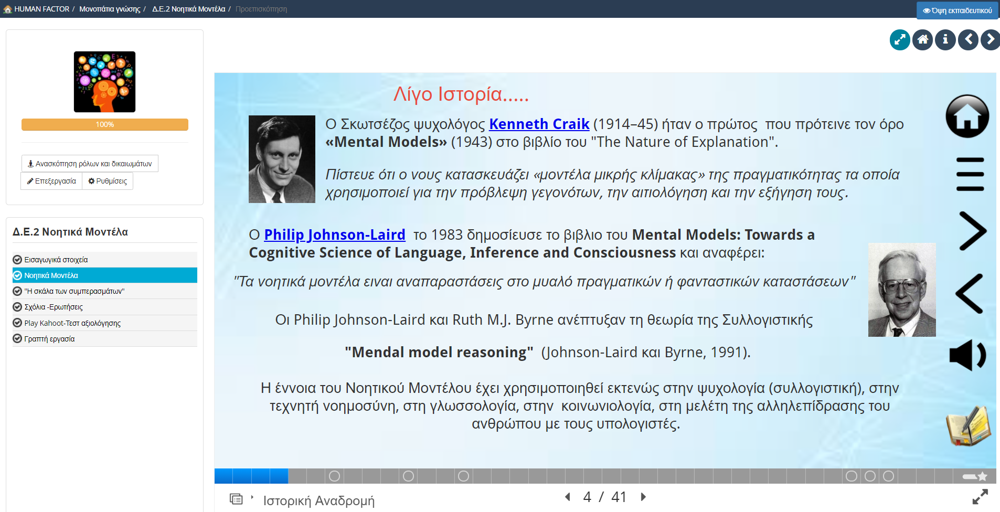 HUMAN FACTOR / Μονοπάτια γνώσης / Δ.Ε.2 Νοητικά Μοντέλα / Προεπισκόπηση
Όψη εκπαιδευτικού
100%
Ανασκόπηση ρόλων και δικαιωμάτων
Επεξεργασία
Ρυθμίσεις
Δ.Ε.2 Νοητικά Μοντέλα
Εισαγωγικά στοιχεία
Νοητικά Μοντέλα
"Η σκάλα των συμπερασμάτων"
Σχόλια -Ερωτήσεις
Play Kahoot-Τεστ αξιολόγησης
Γραπτή εργασία
Λίγο Ιστορία.....
Ο Σκωτσέζος ψυχολόγος Kenneth Craik (1914–45) ήταν ο πρώτος που πρότεινε τον όρο
«Mental Models» (1943) στο βιβλίο του "The Nature of Explanation".
Πίστευε ότι ο νους κατασκευάζει «μοντέλα μικρής κλίμακας» της πραγματικότητας τα οποία
χρησιμοποιεί για την πρόβλεψη γεγονότων, την αιτιολόγηση και την εξήγηση τους.
Ο Philip Johnson-Laird το 1983 δημοσίευσε το βιβλιο του Mental Models: Towards a
Cognitive Science of Language, Inference and Consciousness και αναφέρει:
"Τα νοητικά μοντέλα ειναι αναπαραστάσεις στο μυαλό πραγματικών ή φανταστικών καταστάσεων"
Οι Philip Johnson-Laird και Ruth M.J. Byrne ανέπτυξαν τη θεωρία της Συλλογιστικής
"Mendal model reasoning" (Johnson-Laird και Byrne, 1991).
Η έννοια του Νοητικού Μοντέλου έχει χρησιμοποιηθεί εκτενώς στην ψυχολογία (συλλογιστική), στην
τεχνητή νοημοσύνη, στη γλωσσολογία, στην κοινωνιολογία, στη μελέτη της αλληλεπίδρασης του
ανθρώπου με τους υπολογιστές.
Ιστορική Αναδρομή
4 / 41